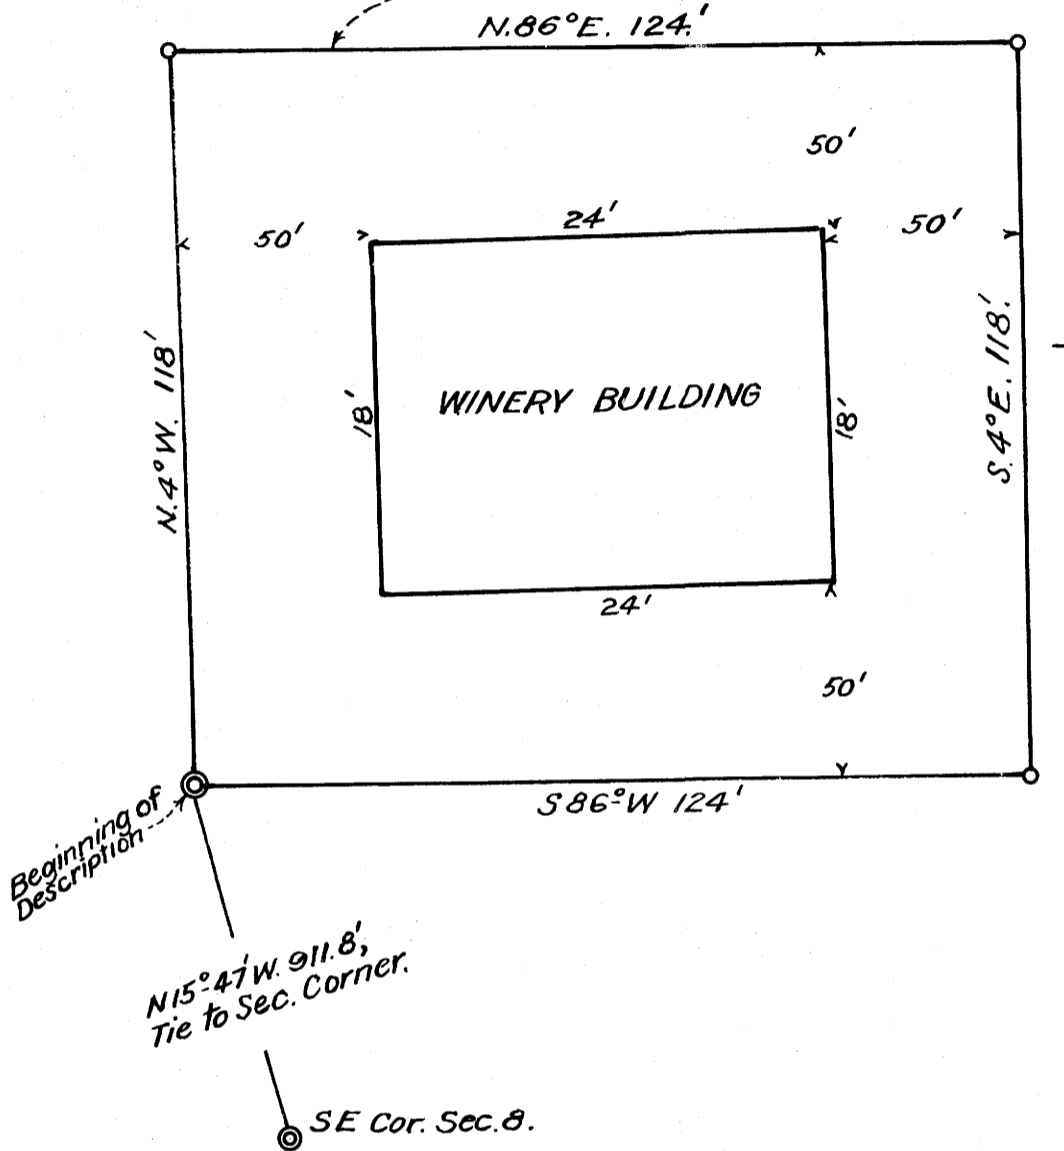 N.86°E. 124.'
50'
24'
50'
50'
N.4°W. 118'
18'
WINERY BUILDING
18'
S.4°E. 118.'
24'
50'
S 86°W 124'
Beginning of
Description
N15°47'W. 911.8',
Tie to Sec. Corner.
SE Cor. Sec. 8.